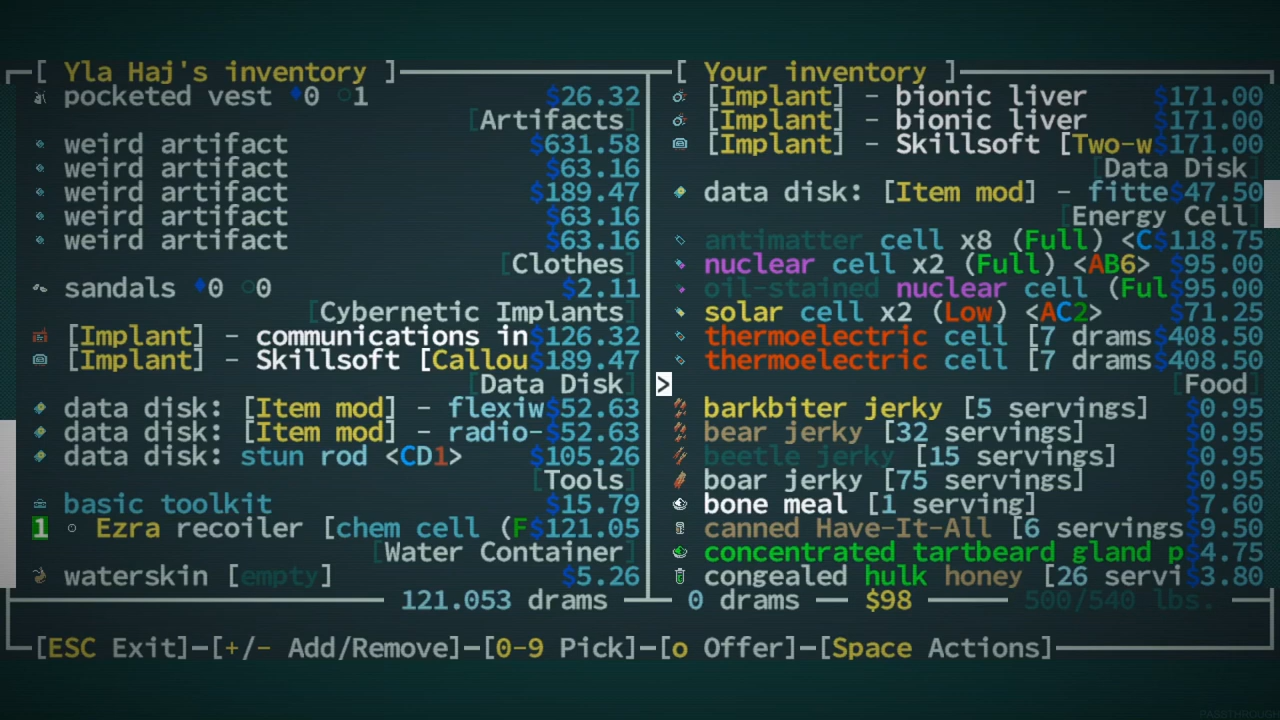 [ Yla Haj's inventory ]
pocketed vest ♦0 ○1 $26.32
[Artifacts]
weird artifact $631.58
weird artifact $63.16
weird artifact $189.47
weird artifact $63.16
weird artifact $63.16
[Clothes]
sandals ♦0 ○0 $2.11
[Cybernetic Implants]
[Implant] - communications in$126.32
[Implant] - Skillsoft [Callou$189.47
[Data Disk]
data disk: [Item mod] - flexiw$52.63
data disk: [Item mod] - radio-$52.63
data disk: stun rod <CD1> $105.26
[Tools]
basic toolkit $15.79
1 Ezra recoiler [chem cell (F$121.05
[Water Container]
waterskin [empty] $5.26
121.053 drams
[ Your inventory ]
[Implant] - bionic liver $171.00
[Implant] - bionic liver $171.00
[Implant] - Skillsoft [Two-w$171.00
[Data Disk]
data disk: [Item mod] - fitte$47.50
[Energy Cell]
antimatter cell x8 (Full) <C$118.75
nuclear cell x2 (Full) <AB6> $95.00
oil-stained nuclear cell (Ful$95.00
solar cell x2 (Low) <AC2> $71.25
thermoelectric cell [7 drams$408.50
thermoelectric cell [7 drams$408.50
> [Food]
barkbiter jerky [5 servings] $0.95
bear jerky [32 servings] $0.95
beetle jerky [15 servings] $0.95
boar jerky [75 servings] $0.95
bone meal [1 serving] $7.60
canned Have-It-All [6 servings$9.50
concentrated tartbeard gland p$4.75
congealed hulk honey [26 servi$3.80
0 drams — $98 — 500/540 lbs.
[ESC Exit]-[+/- Add/Remove]-[0-9 Pick]-[o Offer]-[Space Actions]